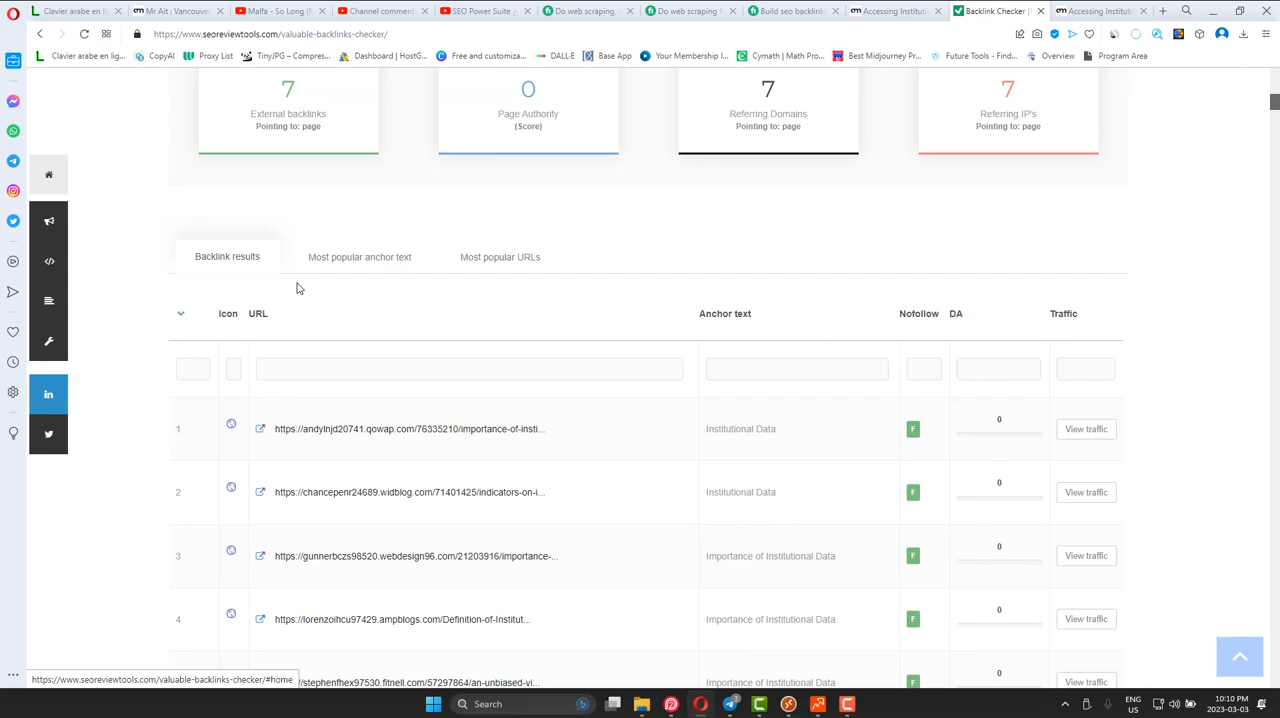 Clavier arabe en lig...
Mr Ait : Vancouver
Malfa - So Long (M
Channel comment
SEO Power Suite ç
Do web scraping,
Do web scraping f
Build seo backlinks
Accessing Instituti
Backlink Checker [
Accessing Instituti
https://www.seoreviewtools.com/valuable-backlinks-checker/
Clavier arabe en lig...
CopyAI
Proxy List
TinyJPG – Compres...
Dashboard | HostG...
Free and customiza...
DALL·E
Base App
Your Membership |...
Cymath | Math Pro...
Best Midjourney Pr...
Future Tools - Find...
Overview
Program Area
7
External backlinks
Pointing to: page
0
Page Authority
(Score)
7
Referring Domains
Pointing to: page
7
Referring IP's
Pointing to: page
Backlink results
Most popular anchor text
Most popular URLs
Icon URL Anchor text Nofollow DA Traffic
1 https://andylnjd20741.qowap.com/76335210/importance-of-insti... Institutional Data F 0 View traffic
2 https://chancepenr24689.widblog.com/71401425/indicators-on-i... Institutional Data F 0 View traffic
3 https://gunnerbczs98520.webdesign96.com/21203916/importance-... Importance of Institutional Data F 0 View traffic
4 https://lorenzoihcu97429.ampblogs.com/Definition-of-Institut... Importance of Institutional Data F 0 View traffic
//stephenfhex97530.fitnell.com/57297864/an-unbiased-vi... Importance of Institutional Data F 0 View traffic
https://www.seoreviewtools.com/valuable-backlinks-checker/#home
in
Search
3
ENG
US
10:10 PM
2023-03-03